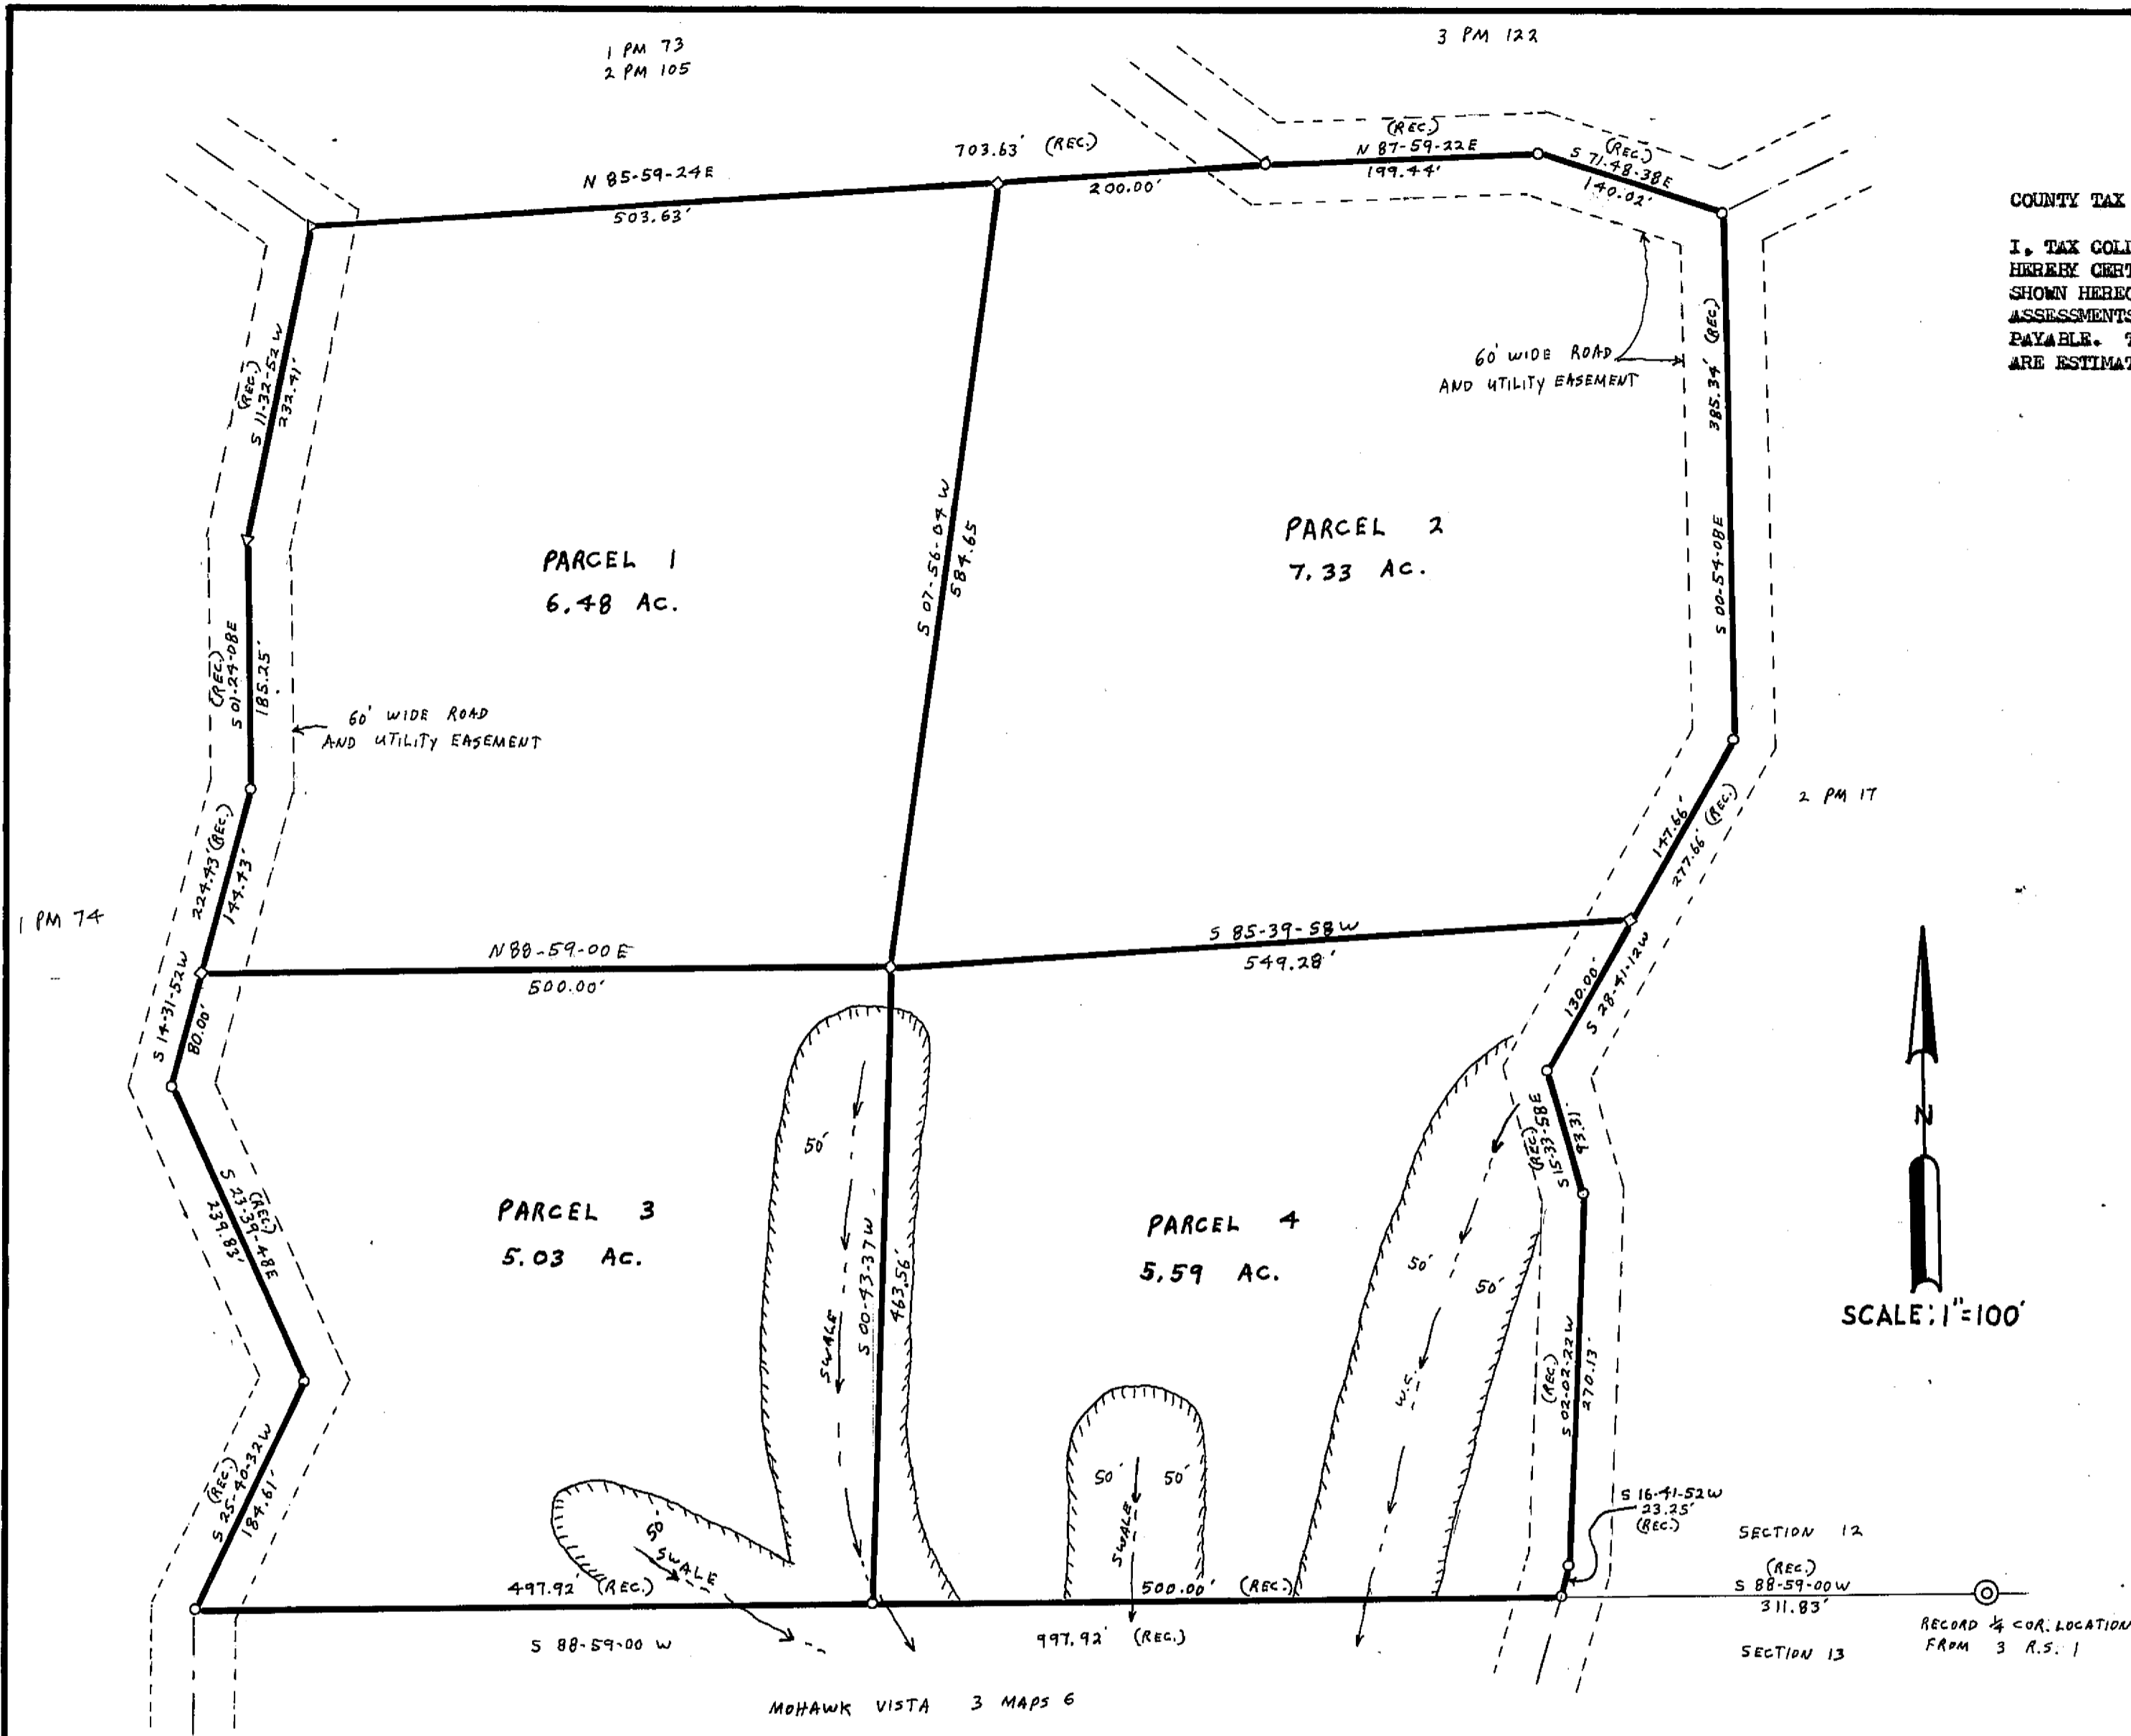 1 PM 73
2 PM 105
3 PM 122
703.63' (REC.)
N 85-59-24E
503.63'
200.00'
(REC.)
N 87-59-22E
199.44'
(REC.)
S 71-48-38E
140.02'
COUNTY TAX
I, TAX
HEREBY
SHOWN
ASSESSMENTS
PAYABLE.
ARE
(REC.)
S 11-32-52W
232.41'
60' WIDE ROAD
AND UTILITY EASEMENT
385.34' (REC.)
S 00-54-08E
S 07-56-04W
584.65
PARCEL 1
6.48 AC.
PARCEL 2
7.33 AC.
(REC.)
S 01-24-08E
185.25'
60' WIDE ROAD
AND UTILITY EASEMENT
2 PM 17
147.66'
277.66' (REC.)
224.43' (REC.)
144.43'
1 PM 74
N 88-59-00E
500.00'
S 85-39-58W
549.28'
S 14-31-52W
80.00'
130.00'
S 28-41-12W
50'
(REC.)
S 15-33-58E
93.31'
N
(REC.)
S 23-39-48E
239.83'
PARCEL 3
5.03 AC.
PARCEL 4
5.59 AC.
SWALE
S 00-43-37W
463.56'
50'
50'
SCALE: 1"=100'
W.S.
(REC.)
S 02-02-22W
270.13'
(REC.)
S 25-40-32W
184.61'
50'
SWALE
50' 50'
SWALE
S 16-41-52W
23.25'
(REC.)
SECTION 12
497.92' (REC.)
500.00' (REC.)
(REC.)
S 88-59-00W
311.83'
S 88-59-00 W
997.92' (REC.)
RECORD ¼ COR. LOCATION
FROM 3 R.S. 1
SECTION 13
MOHAWK VISTA 3 MAPS 6